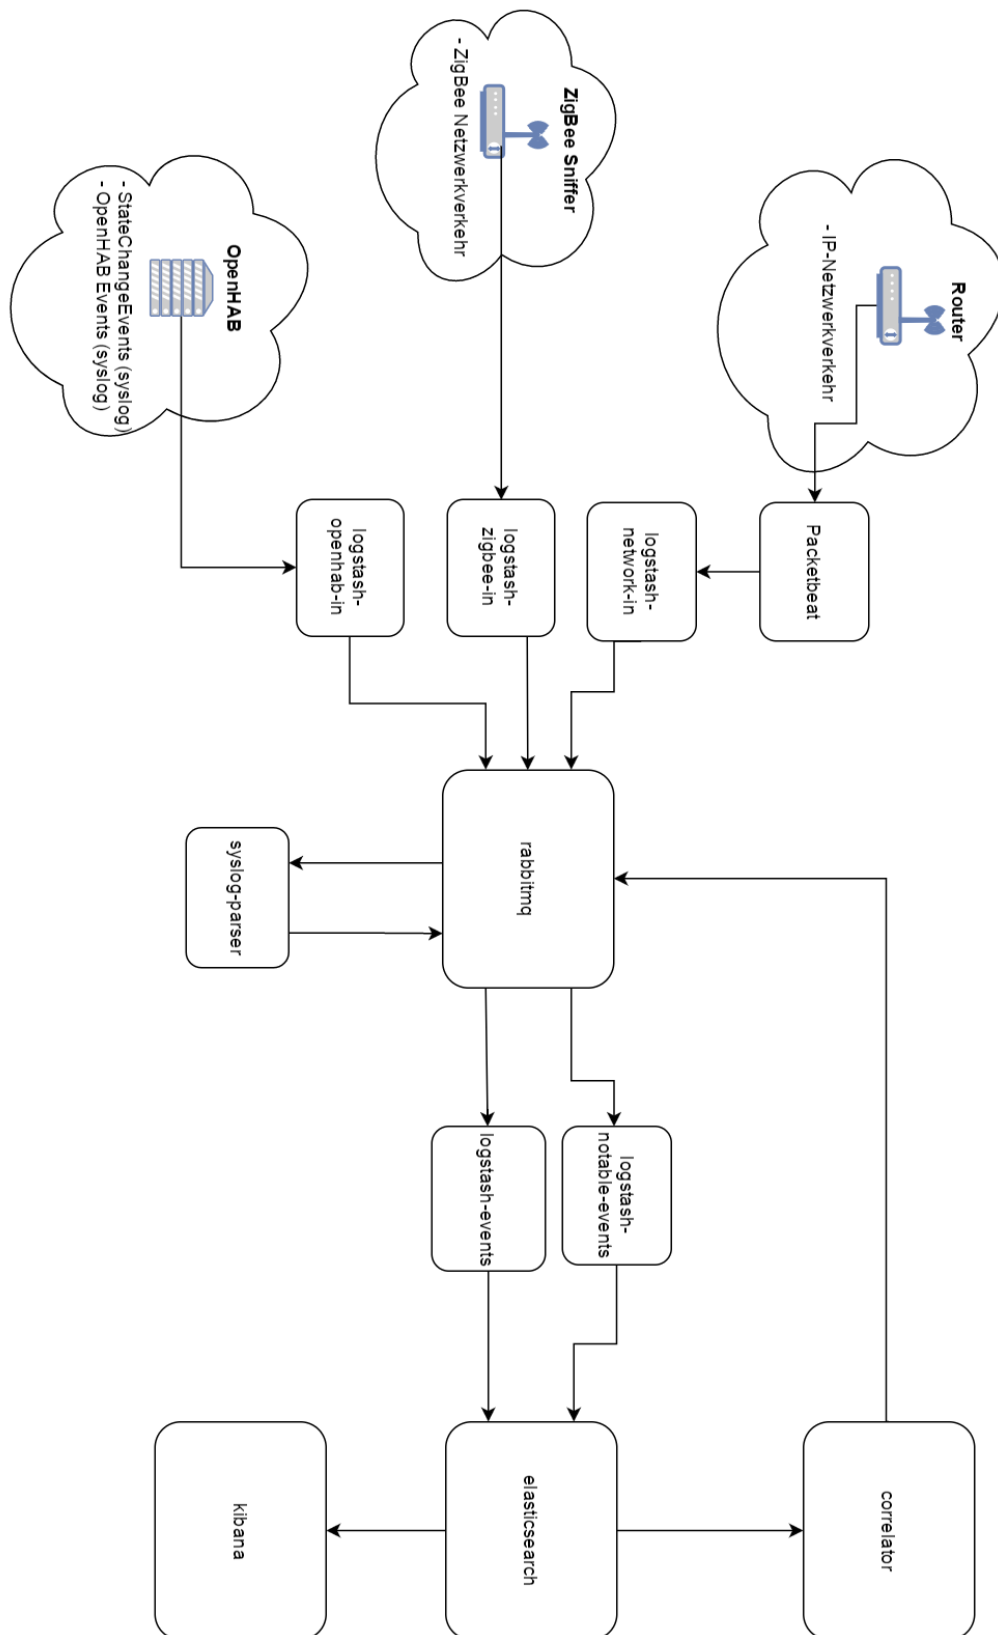 Router
- IP-Netzwerkverkehr
ZigBee Sniffer
- ZigBee Netzwerkverkehr
OpenHAB
- StateChangeEvents (syslog)
- OpenHAB Events (syslog)
Packetbeat
logstash-
network-in
logstash-
zigbee-in
logstash-
openhab-in
rabbitmq
syslog-parser
logstash-
notable-events
logstash-events
correlator
elasticsearch
kibana